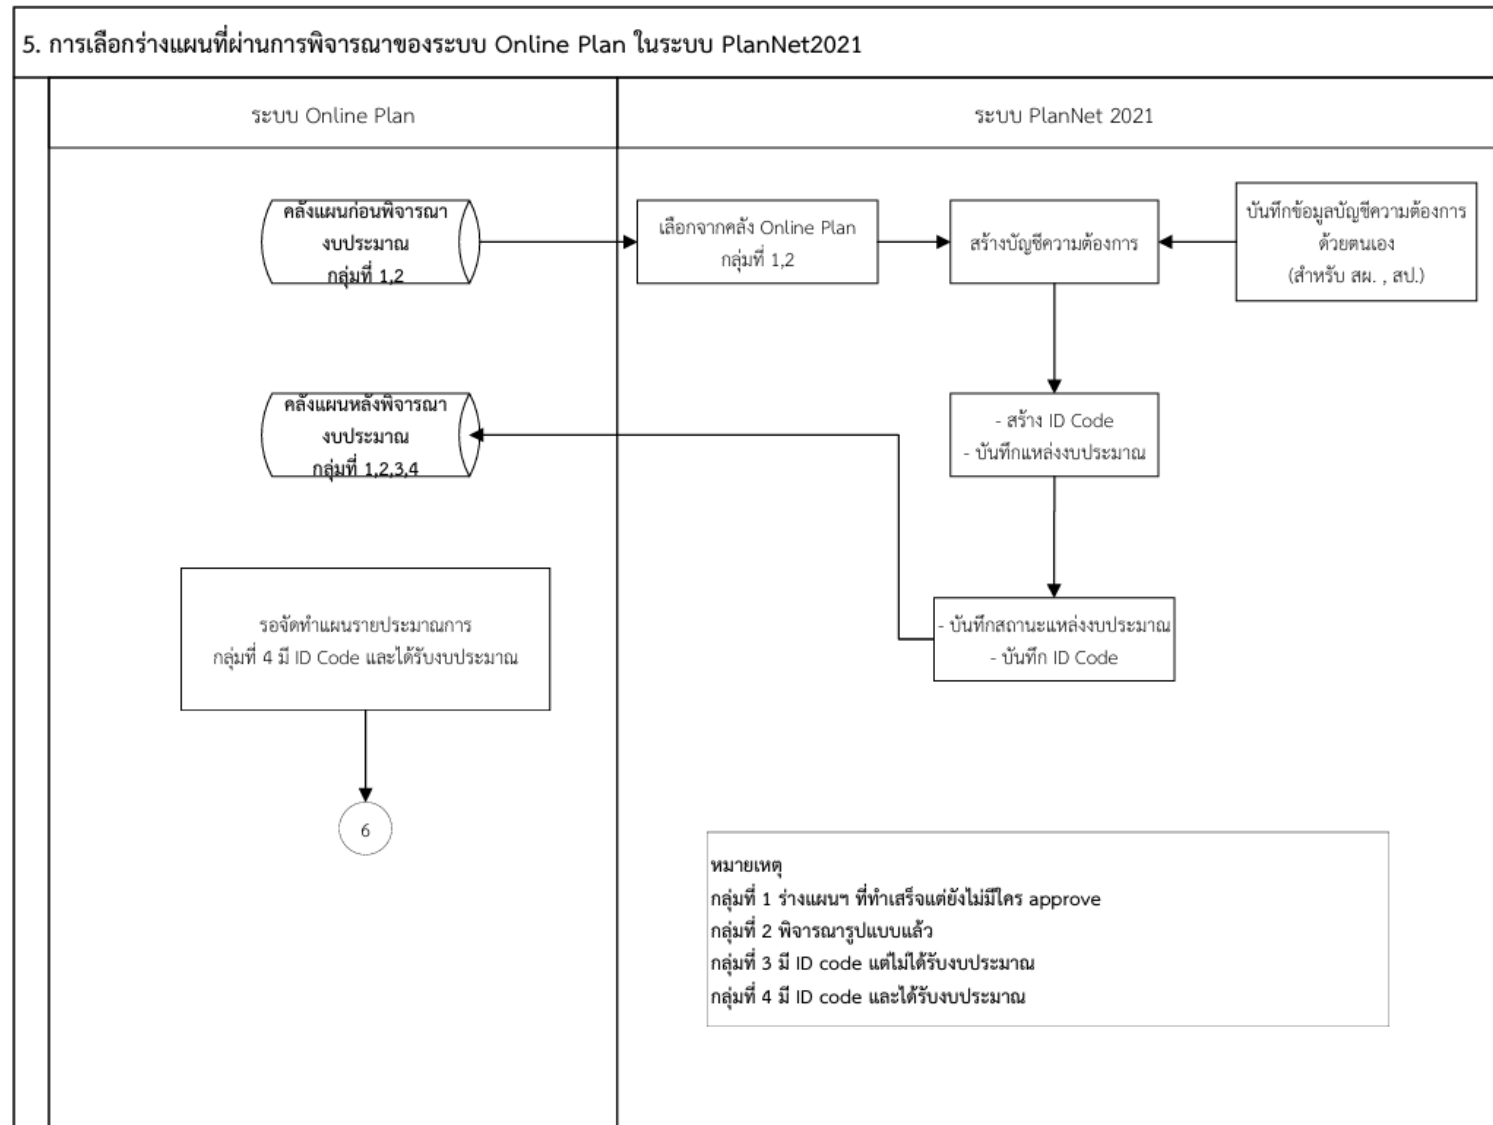 5. การเลือกร่างแผนที่ผ่านการพิจารณาของระบบ Online Plan ในระบบ PlanNet2021
ระบบ Online Plan
ระบบ PlanNet 2021
คลังแผนก่อนพิจารณา
งบประมาณ
กลุ่มที่ 1,2
เลือกจากคลัง Online Plan
กลุ่มที่ 1,2
สร้างบัญชีความต้องการ
บันทึกข้อมูลบัญชีความต้องการ
ด้วยตนเอง
(สำหรับ สผ. , สป.)
คลังแผนหลังพิจารณา
งบประมาณ
กลุ่มที่ 1,2,3,4
- สร้าง ID Code
- บันทึกแหล่งงบประมาณ
รอจัดทำแผนรายประมาณการ
กลุ่มที่ 4 มี ID Code และได้รับงบประมาณ
- บันทึกสถานะแหล่งงบประมาณ
- บันทึก ID Code
6
หมายเหตุ
กลุ่มที่ 1 ร่างแผนฯ ที่ทำเสร็จแต่ยังไม่มีใคร approve
กลุ่มที่ 2 พิจารณารูปแบบแล้ว
กลุ่มที่ 3 มี ID code แต่ไม่ได้รับงบประมาณ
กลุ่มที่ 4 มี ID code และได้รับงบประมาณ